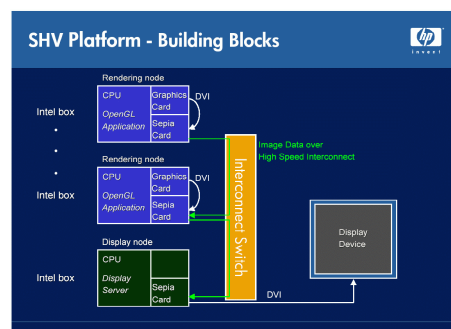 SHV Platform - Building Blocks
hp
invent
Rendering node
Intel box
CPU
OpenGL
Application
Graphics
Card
Sepia
Card
DVI
Image Data over
High Speed Interconnect
Interconnect Switch
Rendering node
Intel box
CPU
OpenGL
Application
Graphics
Card
Sepia
Card
DVI
Display
Device
Display node
Intel box
CPU
Display
Server
Sepia
Card
DVI